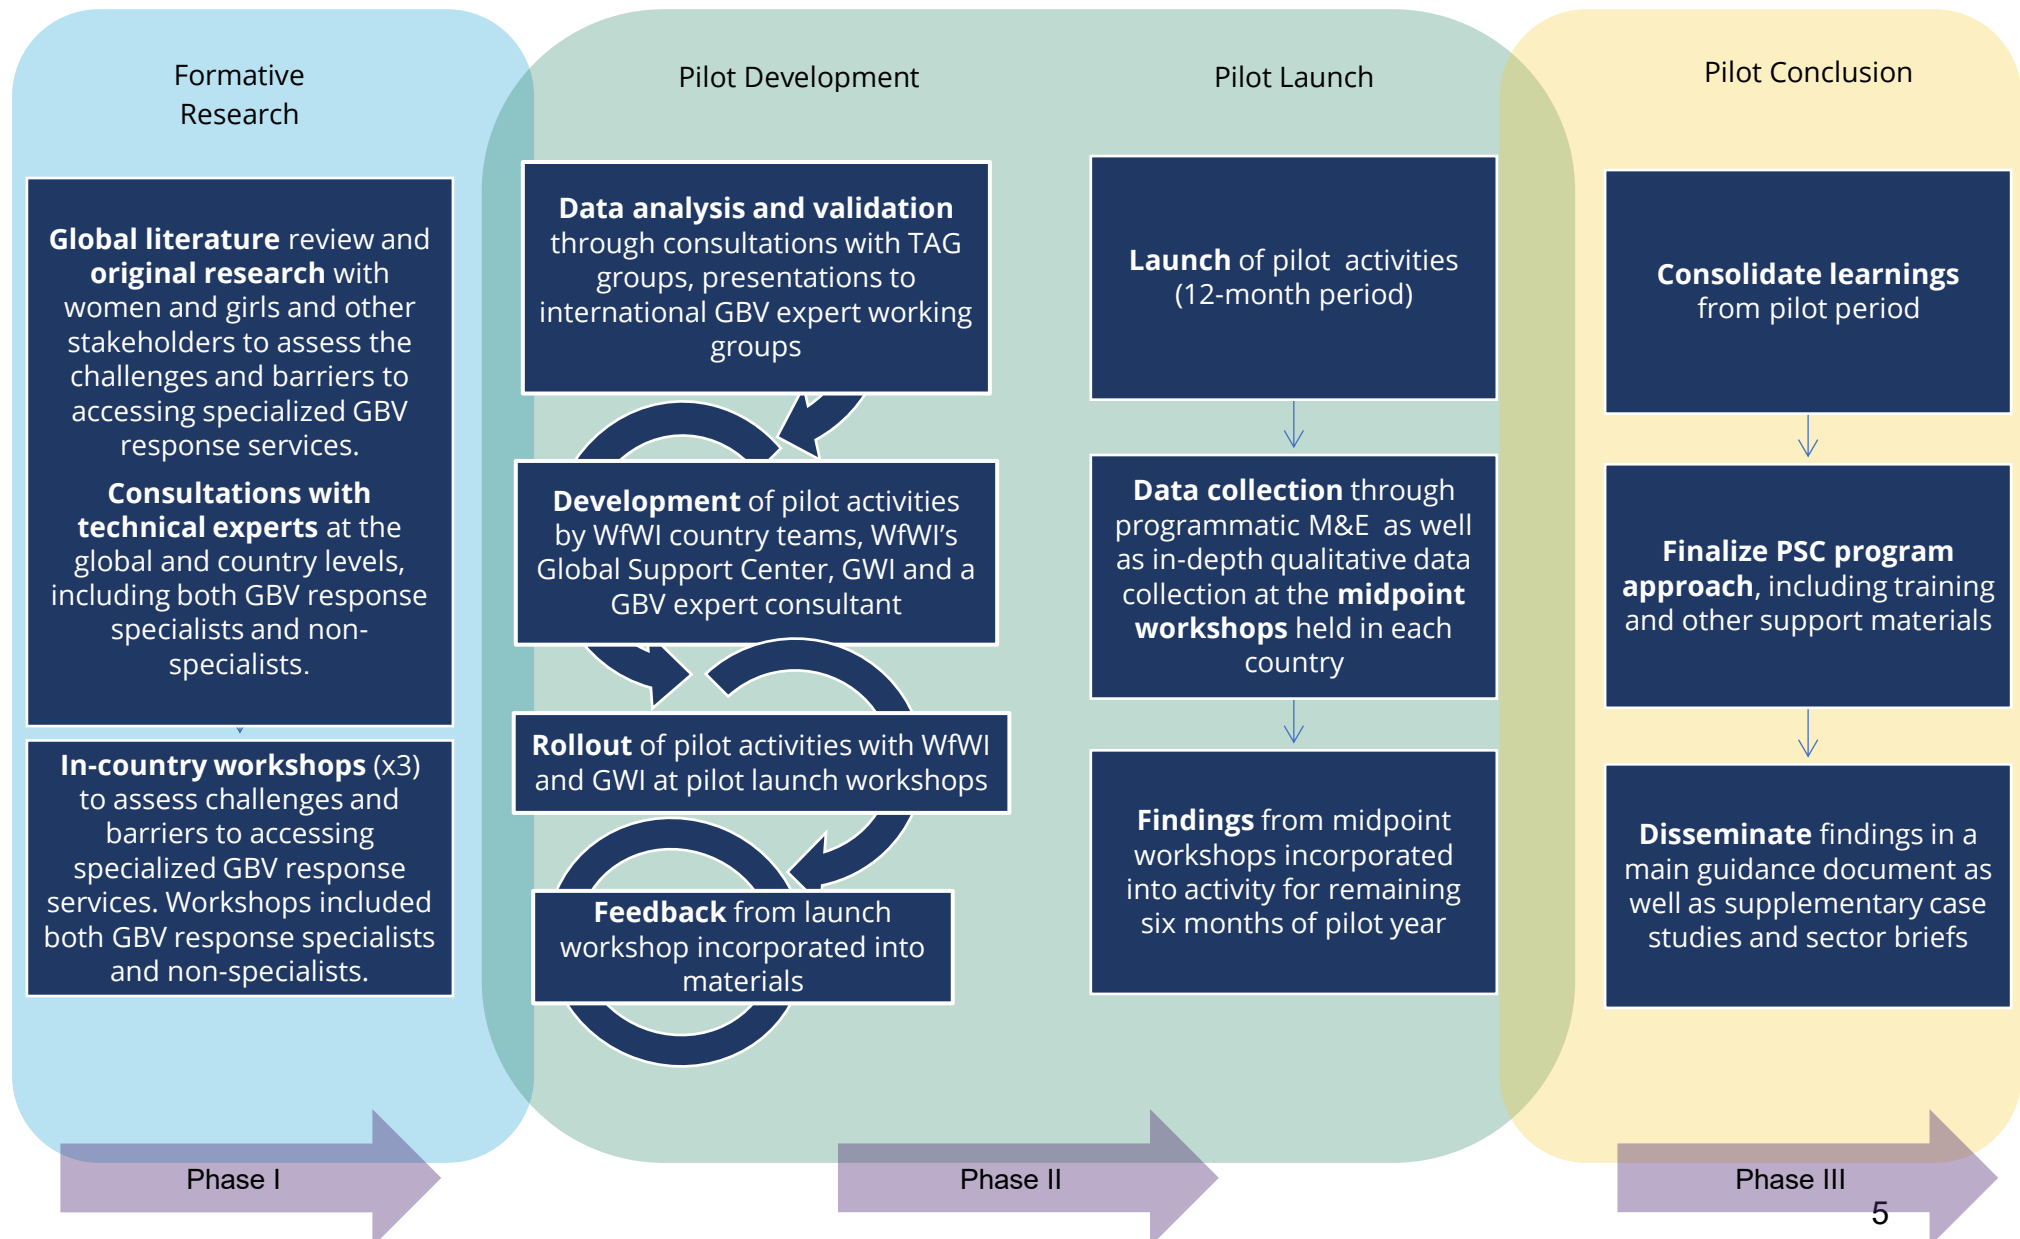 Formative
Research
Global literature review and
original research with
women and girls and other
stakeholders to assess the
challenges and barriers to
accessing specialized GBV
response services.
Consultations with
technical experts at the
global and country levels,
including both GBV response
specialists and non-
specialists.
In-country workshops (x3)
to assess challenges and
barriers to accessing
specialized GBV response
services. Workshops included
both GBV response specialists
and non-specialists.
Pilot Development
Data analysis and validation
through consultations with TAG
groups, presentations to
international GBV expert working
groups
Development of pilot activities
by WfWI country teams, WfWI’s
Global Support Center, GWI and a
GBV expert consultant
Rollout of pilot activities with WfWI
and GWI at pilot launch workshops
Feedback from launch
workshop incorporated into
materials
Pilot Launch
Launch of pilot activities
(12-month period)
Data collection through
programmatic M&E as well
as in-depth qualitative data
collection at the midpoint
workshops held in each
country
Findings from midpoint
workshops incorporated
into activity for remaining
six months of pilot year
Pilot Conclusion
Consolidate learnings
from pilot period
Finalize PSC program
approach, including training
and other support materials
Disseminate findings in a
main guidance document as
well as supplementary case
studies and sector briefs
Phase I
Phase II
Phase III
5